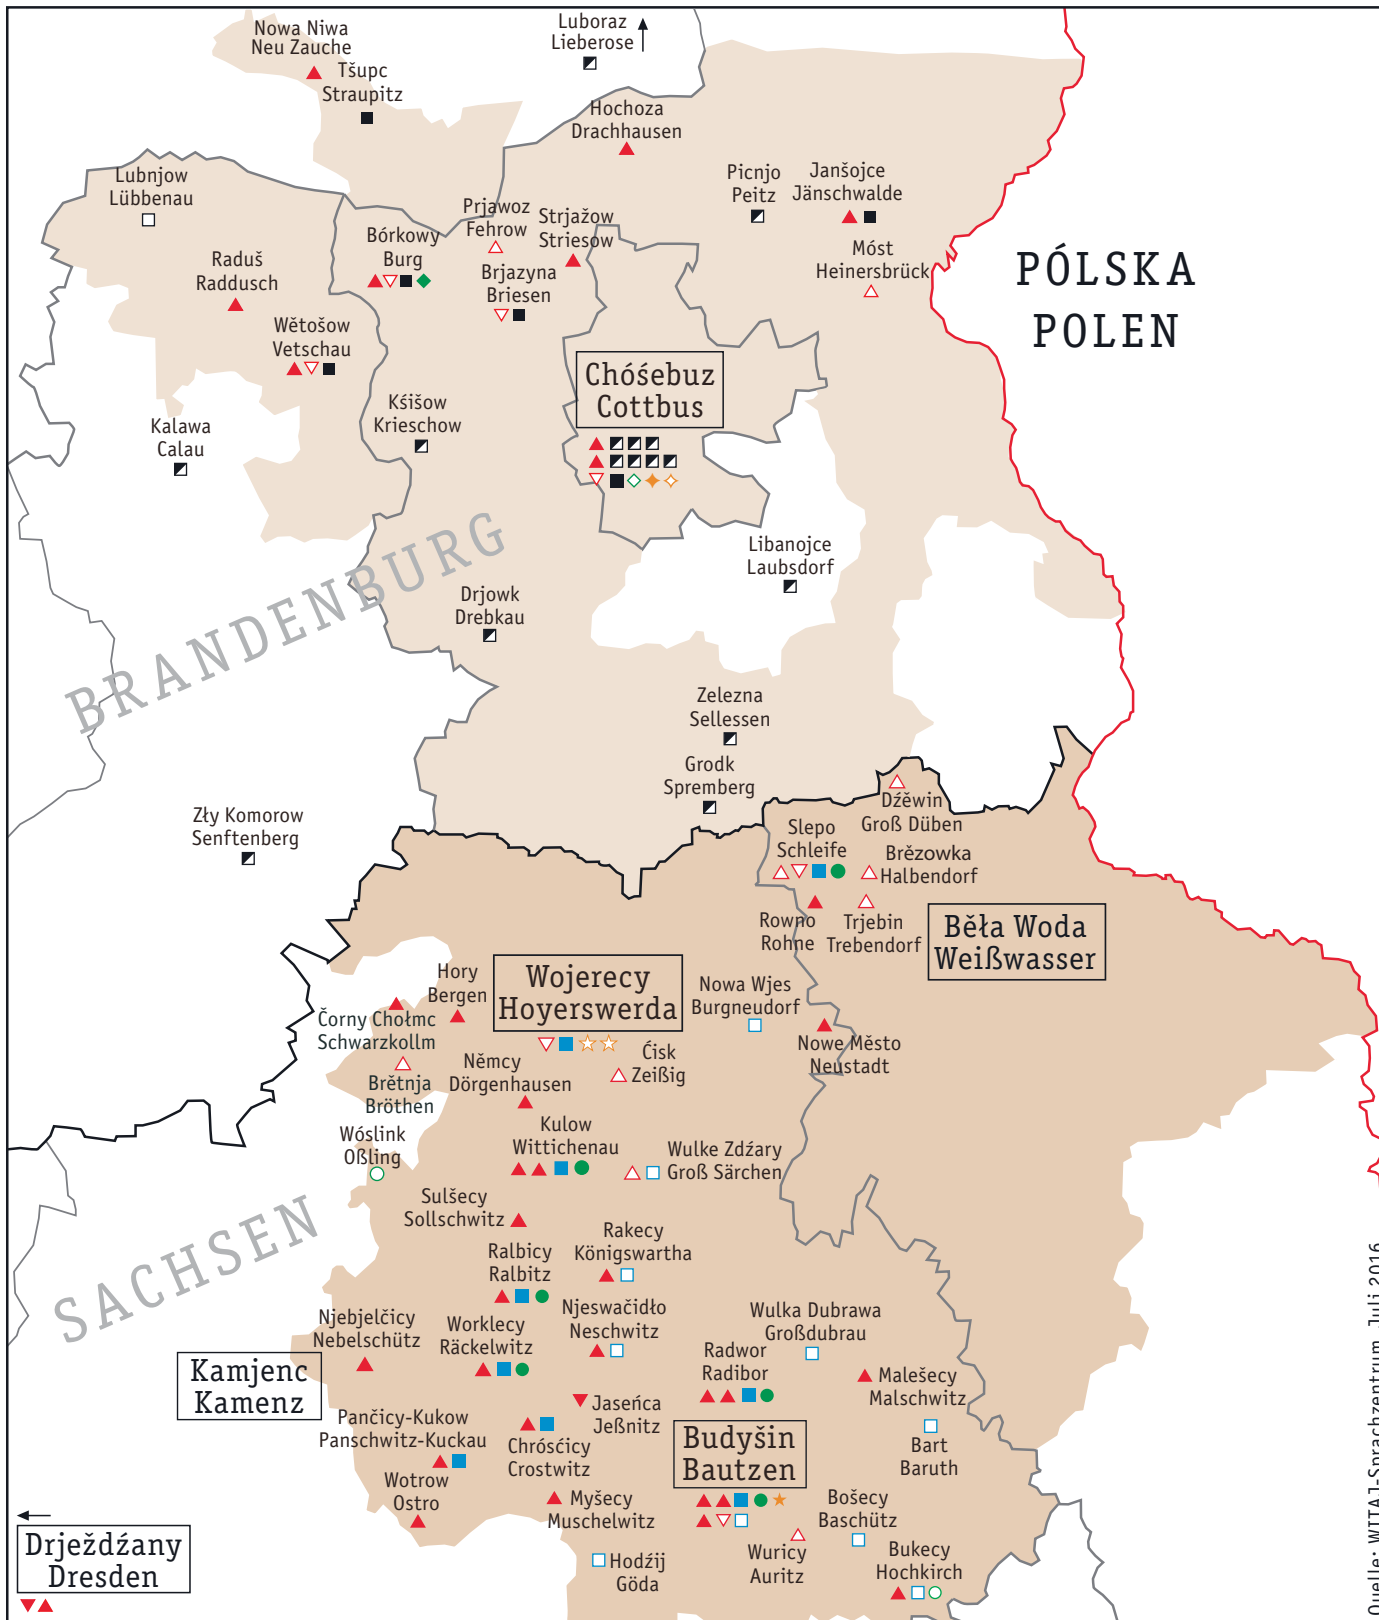 Nowa Niwa
Neu Zauche
Luboraz
Lieberose
Tšupc
Straupitz
Hochoza
Drachhausen
Lubnjow
Lübbenau
Picnjo
Peitz
Janšojce
Jänschwalde
Prjawoz
Fehrow
Strjažow
Striesow
Bórkowy
Burg
Móst
Heinersbrück
Raduš
Raddusch
Brjazyna
Briesen
PÓLSKA
POLEN
Wětošow
Vetschau
Chóśebuz
Cottbus
Kśišow
Krieschow
Kalawa
Calau
Libanojce
Laubsdorf
BRANDENBURG
Drjowk
Drebkau
Zelezna
Sellessen
Grodk
Spremberg
Zły Komorow
Senftenberg
Dźěwin
Groß Düben
Slepo
Schleife
Brězowka
Halbendorf
Rowno
Rohne
Trjebin
Trebendorf
Běła Woda
Weißwasser
Hory
Bergen
Wojerecy
Hoyerswerda
Nowa Wjes
Burgneudorf
Čorny Chołmc
Schwarzkollm
Nowe Město
Neustadt
Němcy
Dörgenhausen
Ćisk
Zeißig
Brětnja
Bröthen
Kulow
Wittichenau
Wóslink
Oßling
Wulke Zdźary
Groß Särchen
Sulšecy
Sollschwitz
SACHSEN
Rakecy
Königswartha
Ralbicy
Ralbitz
Njebjelčicy
Nebelschütz
Worklecy
Räckelwitz
Njeswačidło
Neschwitz
Wulka Dubrawa
Großdubrau
Radwor
Radibor
Kamjenc
Kamenz
Malešecy
Malschwitz
Pančicy-Kukow
Panschwitz-Kuckau
Jaseńca
Jeßnitz
Chrósćicy
Crostwitz
Budyšin
Bautzen
Bart
Baruth
Wotrow
Ostro
Myšecy
Muschelwitz
Bošecy
Baschütz
Hodźij
Göda
Wuricy
Auritz
Bukecy
Hochkirch
Drježdźany
Dresden
Quelle: WITAJ-Sprachzentrum, Juli 2016